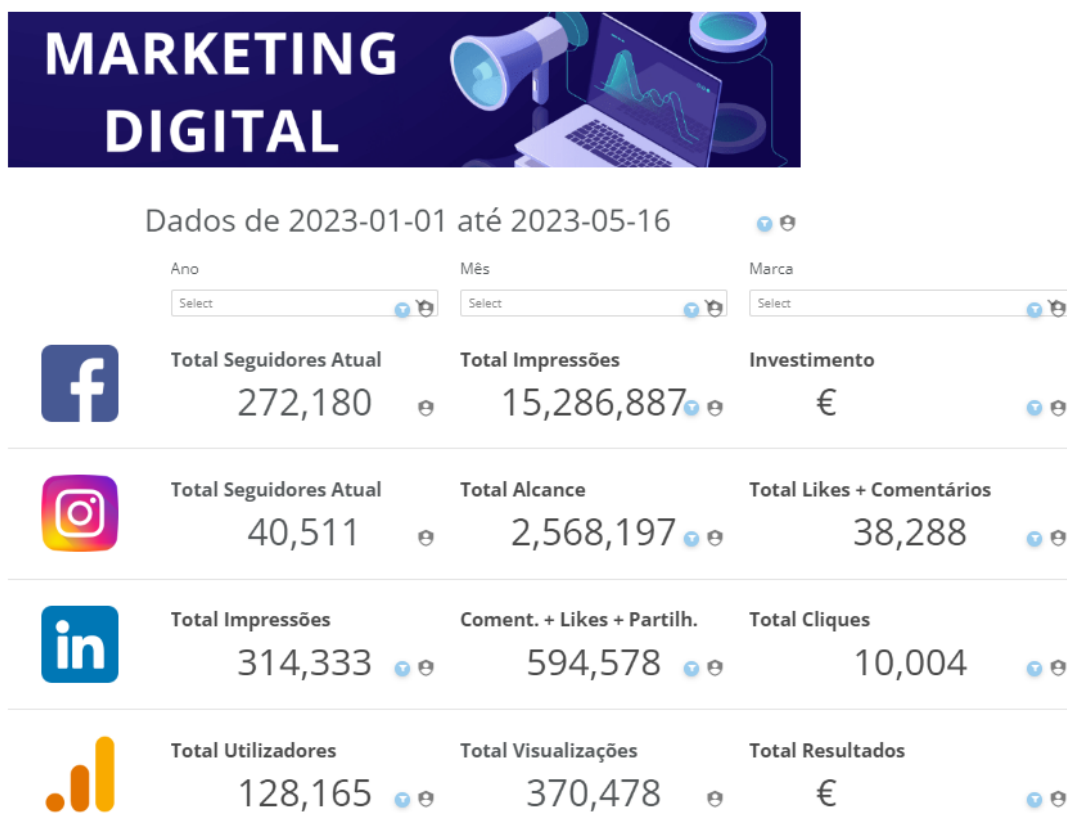 MARKETING
DIGITAL
Dados de 2023-01-01 até 2023-05-16
Ano Mês Marca
Select Select Select
Total Seguidores Atual Total Impressões Investimento
272,180 15,286,887 €
Total Seguidores Atual Total Alcance Total Likes + Comentários
40,511 2,568,197 38,288
in Total Impressões Coment. + Likes + Partilh. Total Cliques
314,333 594,578 10,004
Total Utilizadores Total Visualizações Total Resultados
128,165 370,478 €